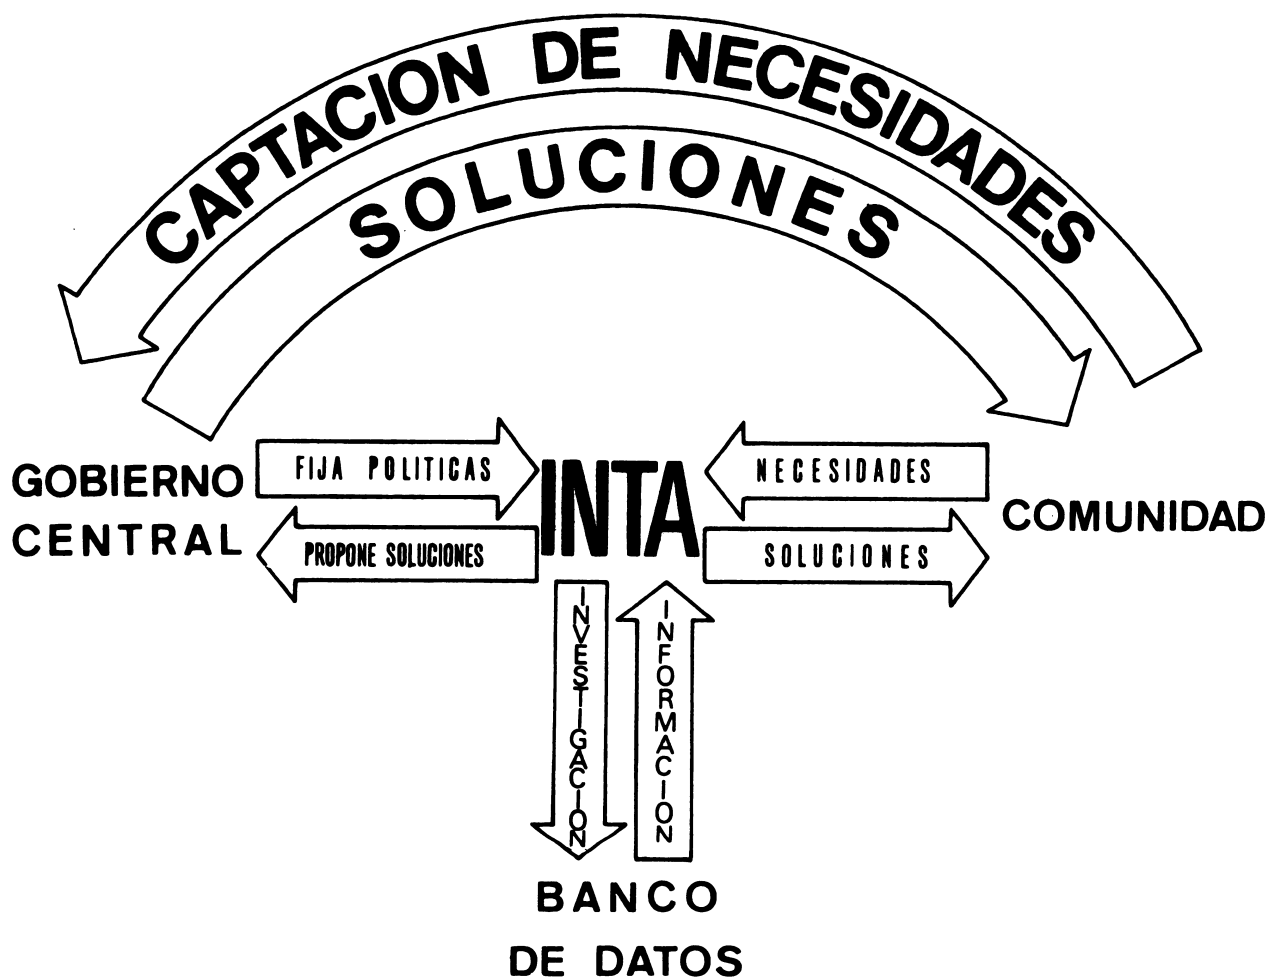 CAPTACION DE NECESIDADES
SOLUCIONES
GOBIERNO
CENTRAL
FIJA POLITICAS
PROPONE SOLUCIONES
INTA
NECESIDADES
SOLUCIONES
COMUNIDAD
INVESTIGACION
INFORMACION
BANCO
DE DATOS